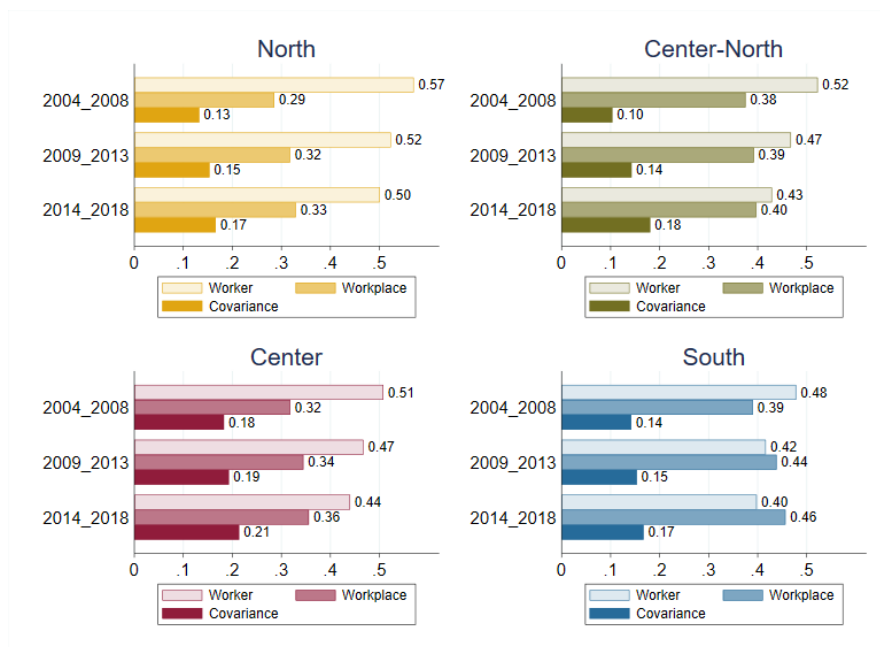 North
2004_2008 0.57
0.29
0.13
2009_2013 0.52
0.32
0.15
2014_2018 0.50
0.33
0.17
0 .1 .2 .3 .4 .5
Worker Workplace
Covariance
Center-North
2004_2008 0.52
0.38
0.10
2009_2013 0.47
0.39
0.14
2014_2018 0.43
0.40
0.18
0 .1 .2 .3 .4 .5
Worker Workplace
Covariance
Center
2004_2008 0.51
0.32
0.18
2009_2013 0.47
0.34
0.19
2014_2018 0.44
0.36
0.21
0 .1 .2 .3 .4 .5
Worker Workplace
Covariance
South
2004_2008 0.48
0.39
0.14
2009_2013 0.42
0.44
0.15
2014_2018 0.40
0.46
0.17
0 .1 .2 .3 .4 .5
Worker Workplace
Covariance